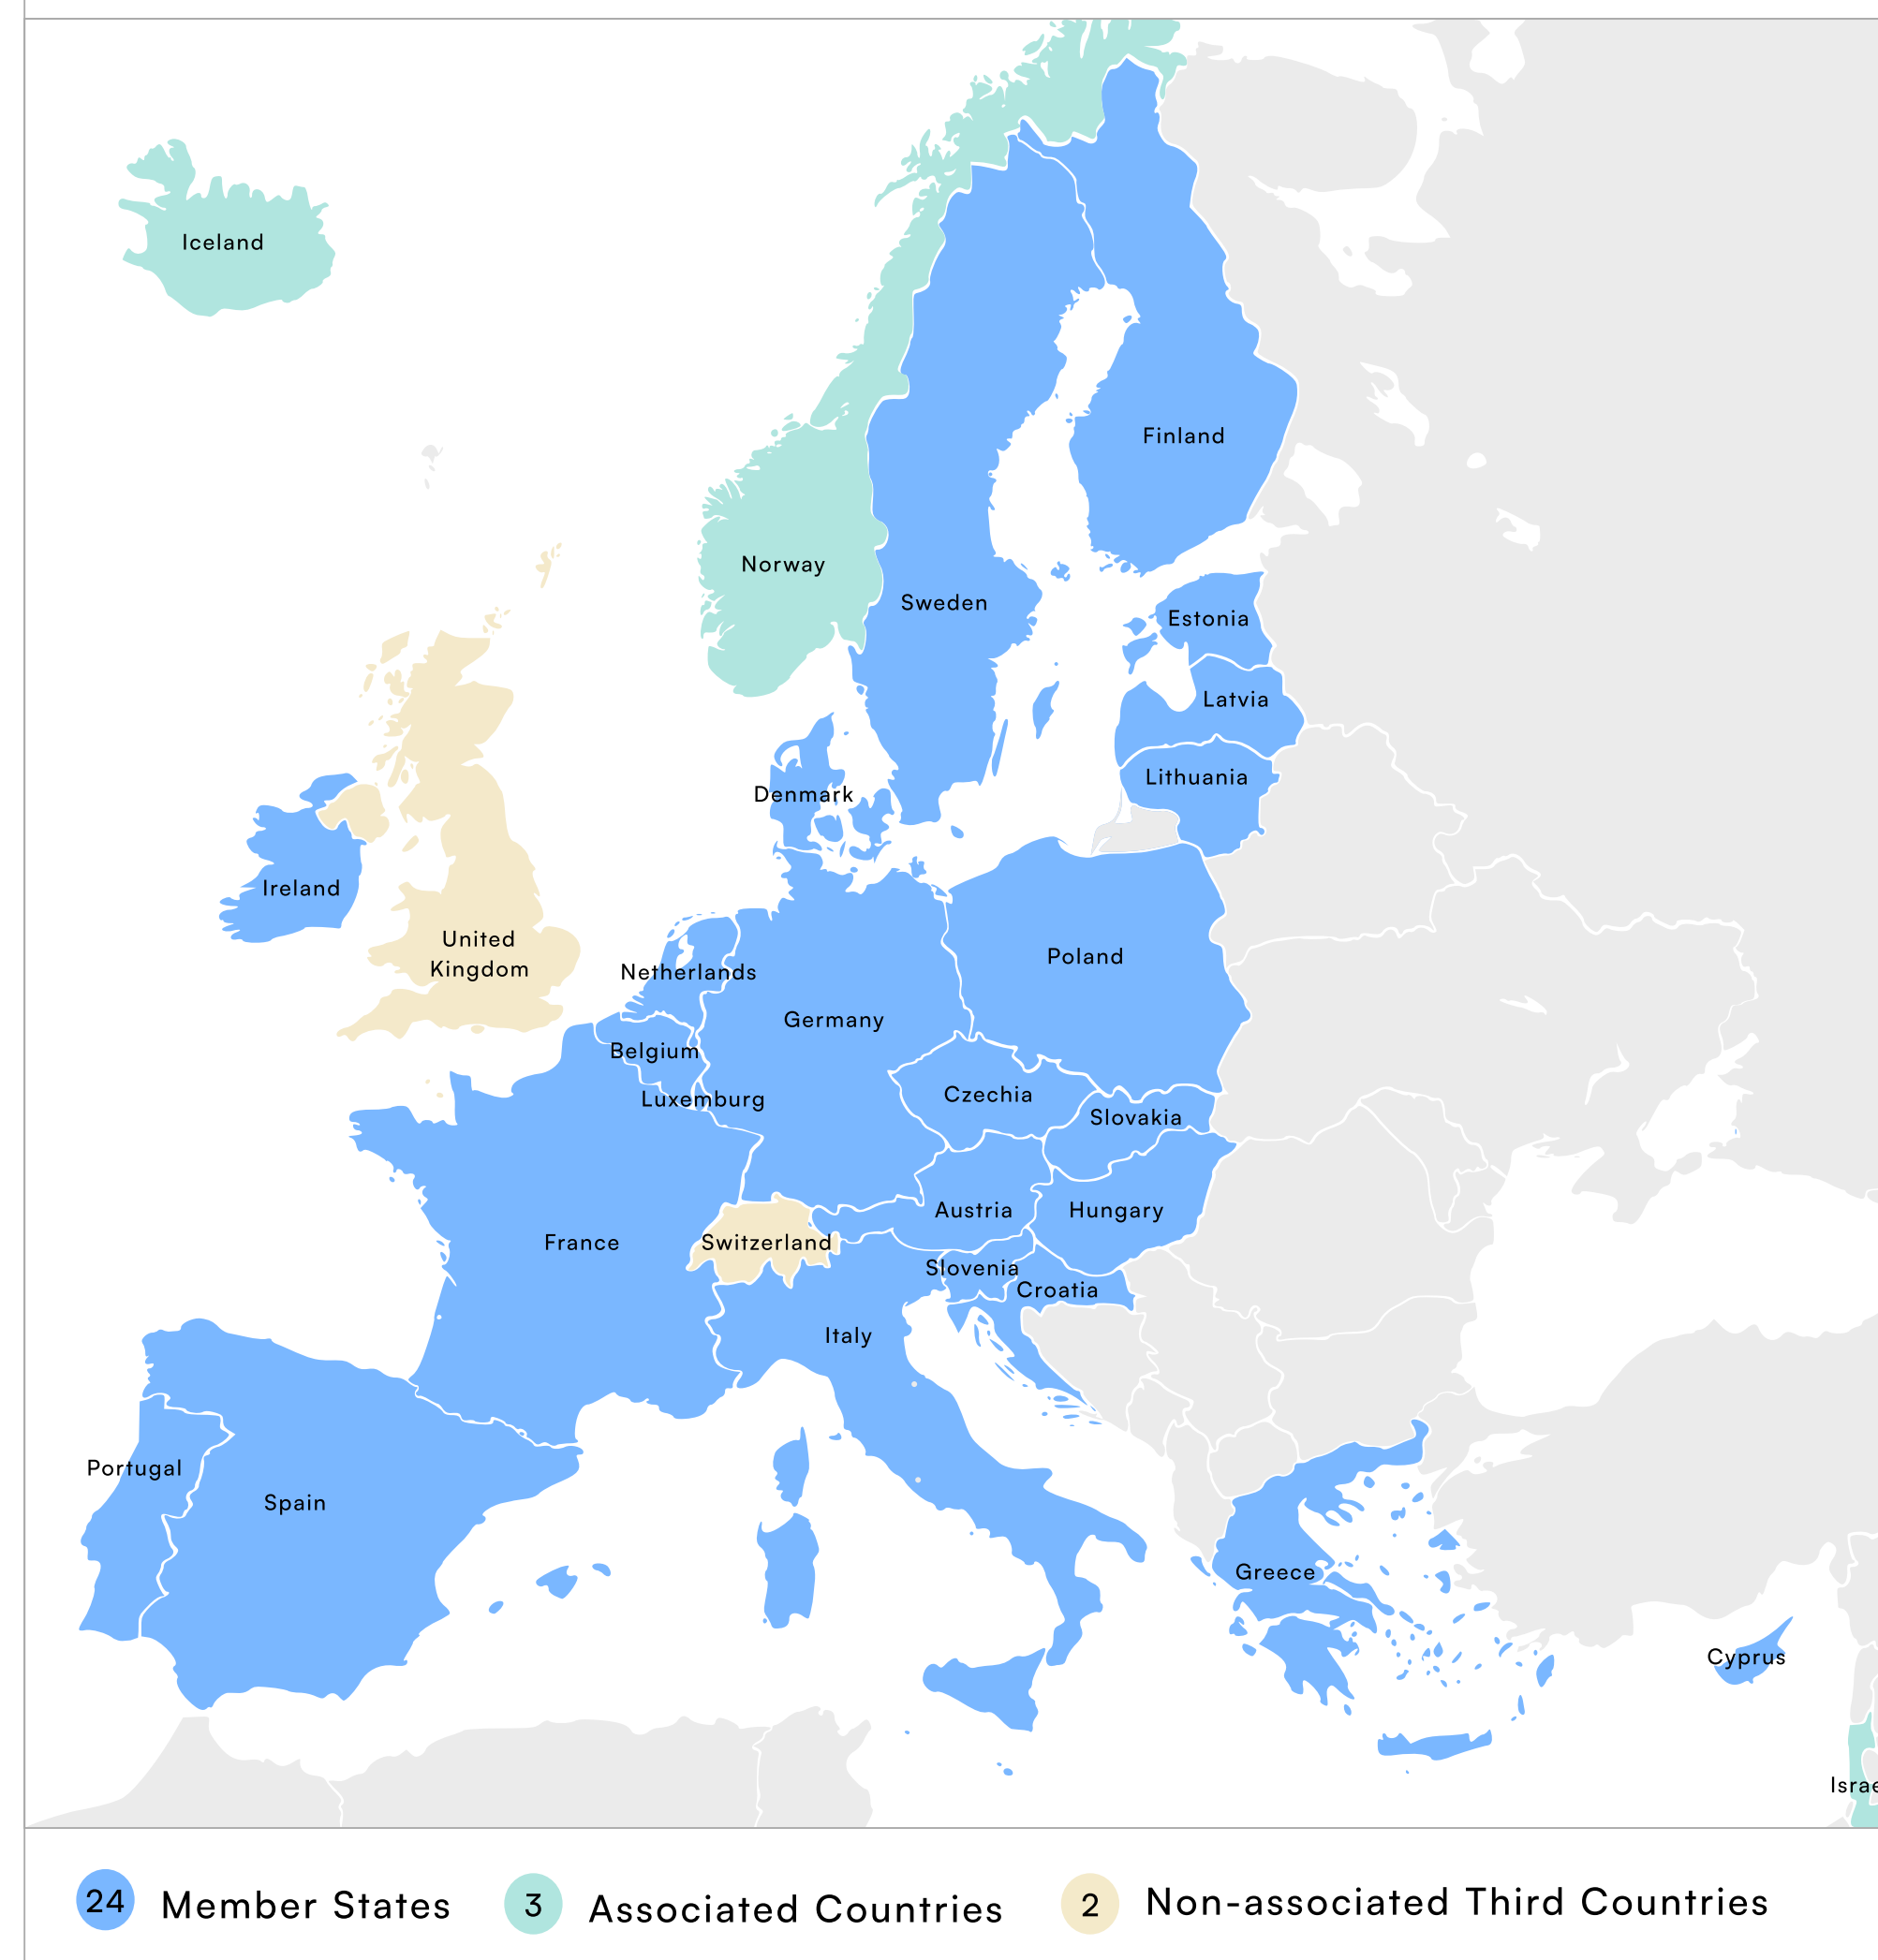 Iceland
Finland
Norway
Sweden
Estonia
Latvia
Lithuania
Denmark
Ireland
United
Kingdom
Poland
Netherlands
Germany
Belgium
Czechia
Luxemburg
Slovakia
Austria
Hungary
France
Switzerland
Slovenia
Croatia
Italy
Portugal
Spain
Greece
Cyprus
Israe
24 Member States 3 Associated Countries 2 Non-associated Third Countries